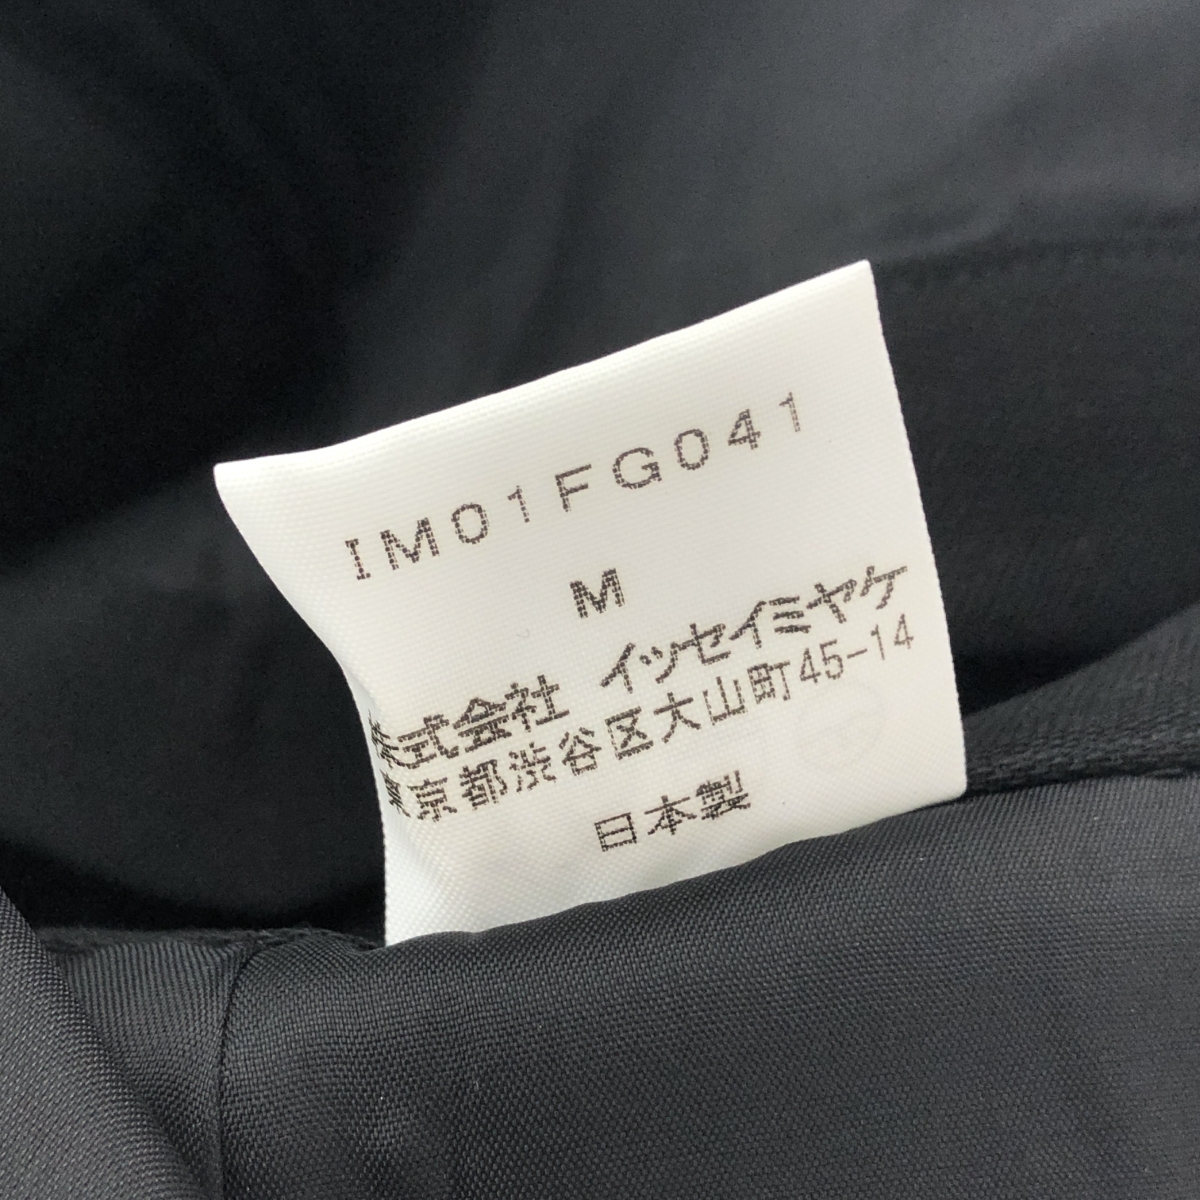 IM01FG041
M
株式会社 イッセイミヤケ
東京都渋谷区大山町45-14
日本製